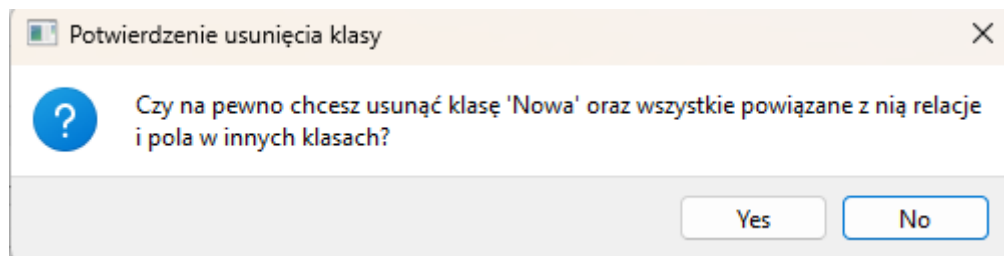 Potwierdzenie usunięcia klasy
Czy na pewno chcesz usunąć klasę 'Nowa' oraz wszystkie powiązane z nią relacje
i pola w innych klasach?
Yes No